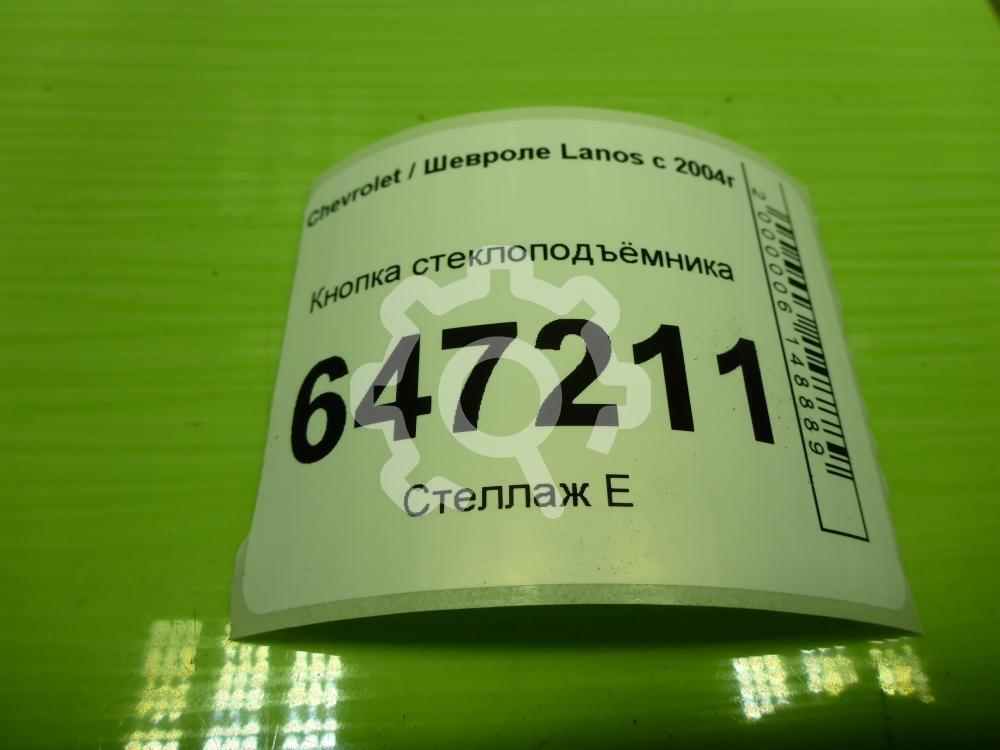 Chevrolet / Шевроле Lanos с 2004г
Кнопка стеклоподъёмника
647211
Стеллаж Е
2000006148889